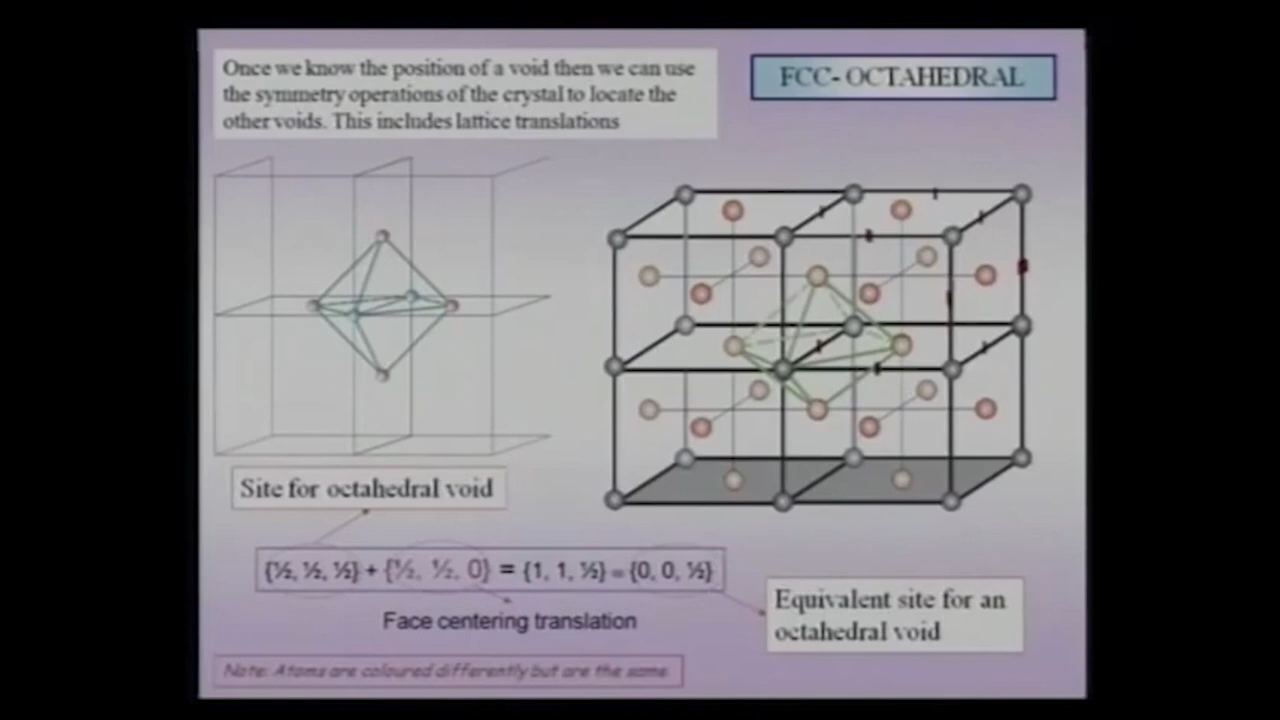 Once we know the position of a void then we can use
the symmetry operations of the crystal to locate the
other voids. This includes lattice translations
FCC- OCTAHEDRAL
Site for octahedral void
{½, ½, ½} + {½, ½, 0} = {1, 1, ½} = {0, 0, ½}
Face centering translation
Equivalent site for an
octahedral void
Note: Atoms are coloured differently but are the same